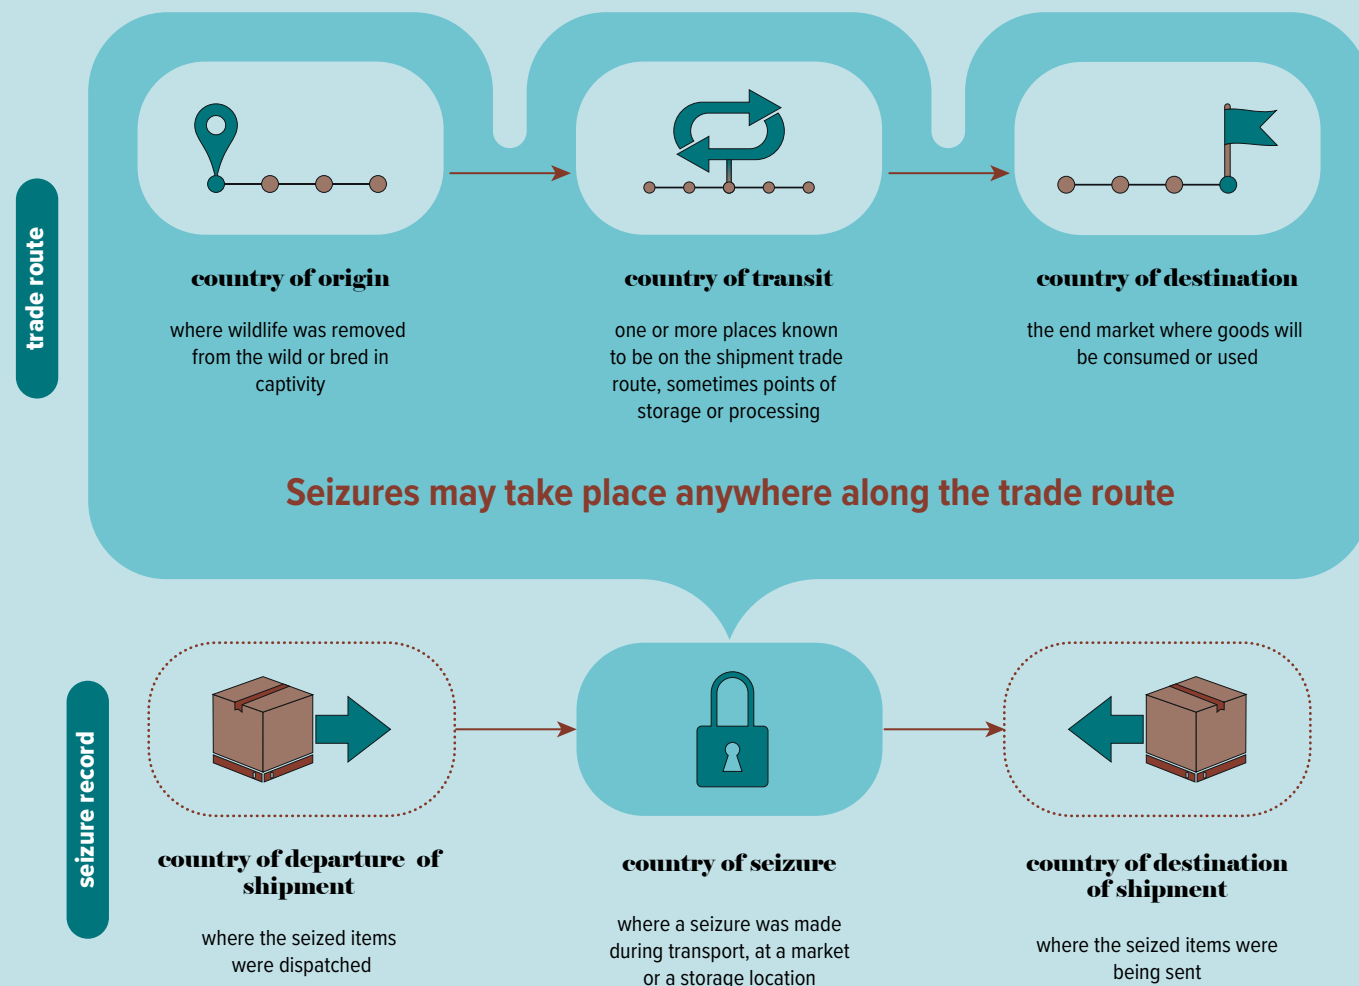 trade route
country of origin
where wildlife was removed
from the wild or bred in
captivity
country of transit
one or more places known
to be on the shipment trade
route, sometimes points of
storage or processing
country of destination
the end market where goods will
be consumed or used
Seizures may take place anywhere along the trade route
seizure record
country of departure of
shipment
where the seized items
were dispatched
country of seizure
where a seizure was made
during transport, at a market
or a storage location
country of destination
of shipment
where the seized items were
being sent